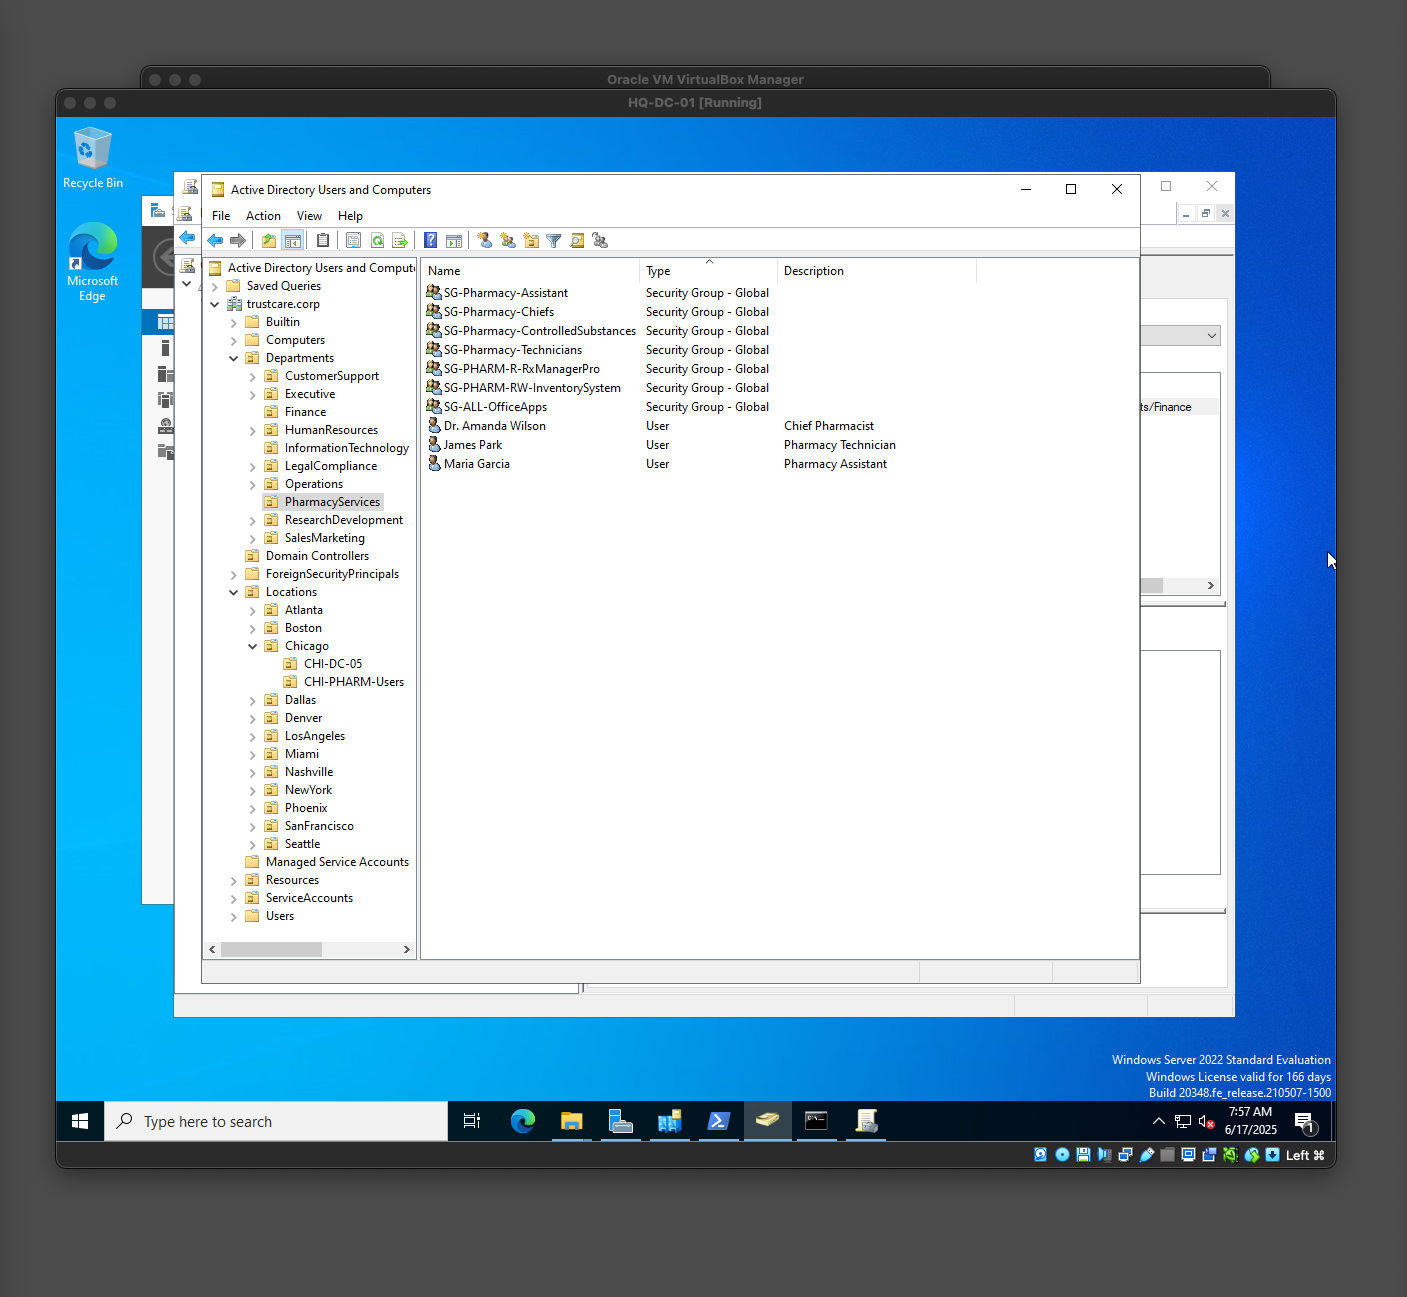 Oracle VM VirtualBox Manager
HQ-DC-01 [Running]
Recycle Bin
Microsoft
Edge
Active Directory Users and Computers
File Action View Help
Active Directory Users and Compute
Saved Queries
trustcare.corp
Builtin
Computers
Departments
CustomerSupport
Executive
Finance
HumanResources
InformationTechnology
LegalCompliance
Operations
PharmacyServices
ResearchDevelopment
SalesMarketing
Domain Controllers
ForeignSecurityPrincipals
Locations
Atlanta
Boston
Chicago
CHI-DC-05
CHI-PHARM-Users
Dallas
Denver
LosAngeles
Miami
Nashville
NewYork
Phoenix
SanFrancisco
Seattle
Managed Service Accounts
Resources
ServiceAccounts
Users
Name Type Description
SG-Pharmacy-Assistant Security Group - Global
SG-Pharmacy-Chiefs Security Group - Global
SG-Pharmacy-ControlledSubstances Security Group - Global
SG-Pharmacy-Technicians Security Group - Global
SG-PHARM-R-RxManagerPro Security Group - Global
SG-PHARM-RW-InventorySystem Security Group - Global
SG-ALL-OfficeApps Security Group - Global
Dr. Amanda Wilson User Chief Pharmacist
James Park User Pharmacy Technician
Maria Garcia User Pharmacy Assistant
ts/Finance
Windows Server 2022 Standard Evaluation
Windows License valid for 166 days
Build 20348.fe_release.210507-1500
Type here to search
7:57 AM
6/17/2025
1
Left ⌘